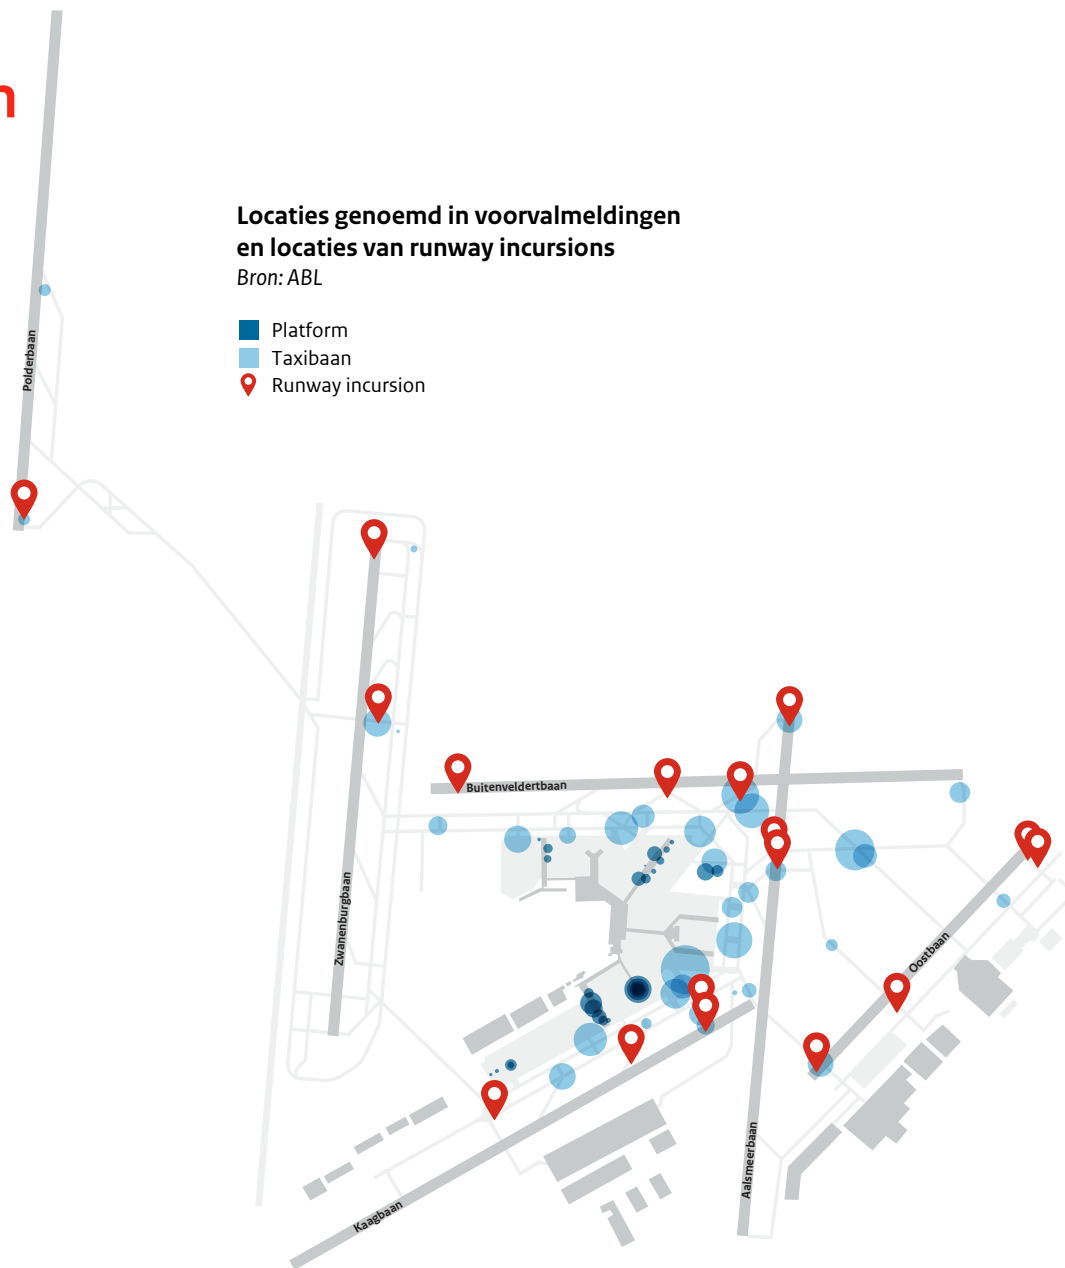 n
Locaties genoemd in voorvalmeldingen
en locaties van runway incursions
Bron: ABL
Platform
Taxibaan
Runway incursion
Polderbaan
Buitenveldertbaan
Zwanenburgbaan
Oostbaan
Aalsmeerbaan
Kaagbaan